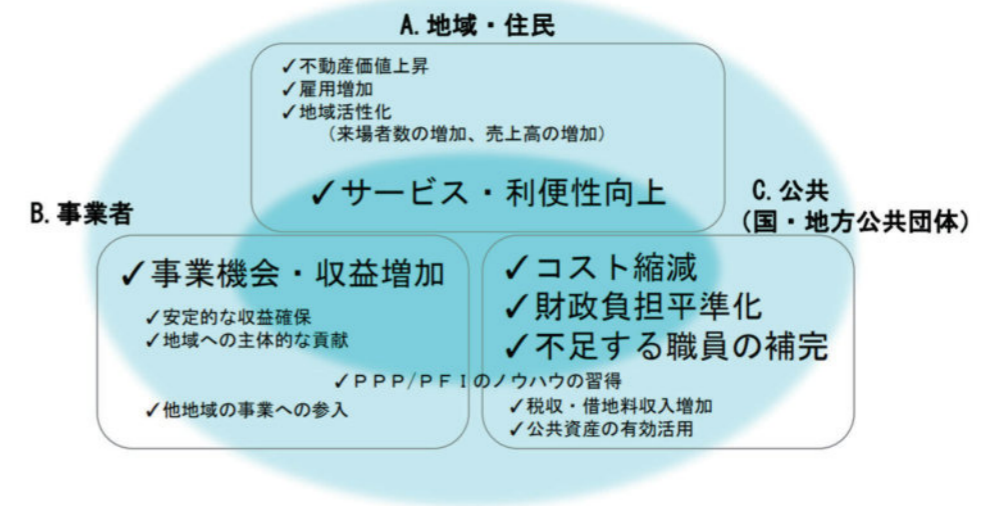 A.地域・住民
✓不動産価値上昇
✓雇用増加
✓地域活性化
（来場者数の増加、売上高の増加）
✓サービス・利便性向上
B.事業者
✓事業機会・収益増加
✓安定的な収益確保
✓地域への主体的な貢献
✓ＰＰＰ/ＰＦＩのノウハウの習得
✓他地域の事業への参入
C.公共
（国・地方公共団体）
✓コスト縮減
✓財政負担平準化
✓不足する職員の補完
✓税収・借地料収入増加
✓公共資産の有効活用